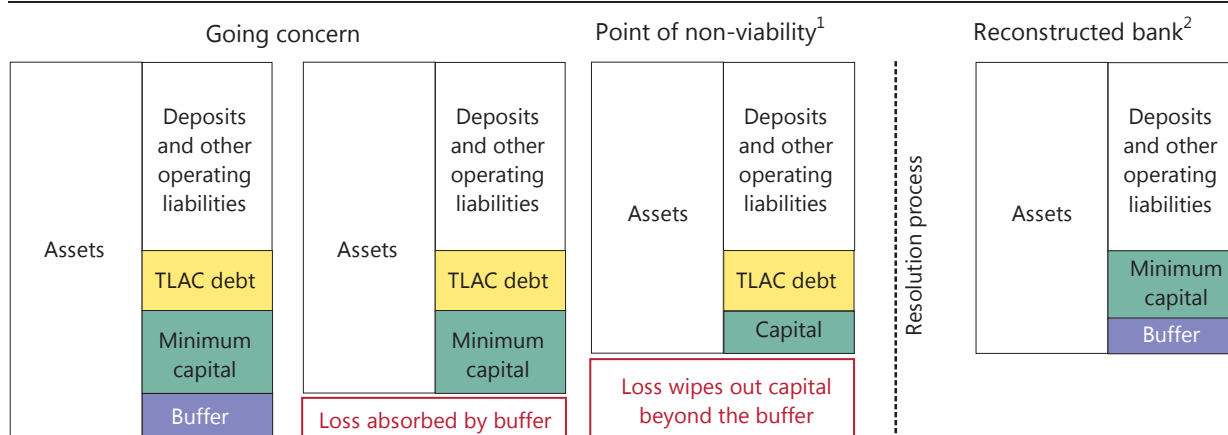 Going concern
Point of non-viability1
Reconstructed bank2
Assets
Deposits
and other
operating
liabilities
TLAC debt
Minimum
capital
Buffer
Assets
Deposits
and other
operating
liabilities
TLAC debt
Minimum
capital
Loss absorbed by buffer
Assets
Deposits
and other
operating
liabilities
TLAC debt
Capital
Loss wipes out capital
beyond the buffer
Resolution process
Assets
Deposits
and other
operating
liabilities
Minimum
capital
Buffer